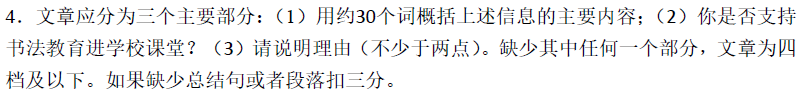 4．文章应分为三个主要部分：（1）用约30个词概括上述信息的主要内容；（2）你是否支持
书法教育进学校课堂？（3）请说明理由（不少于两点）。缺少其中任何一个部分，文章为四
档及以下。如果缺少总结句或者段落扣三分。